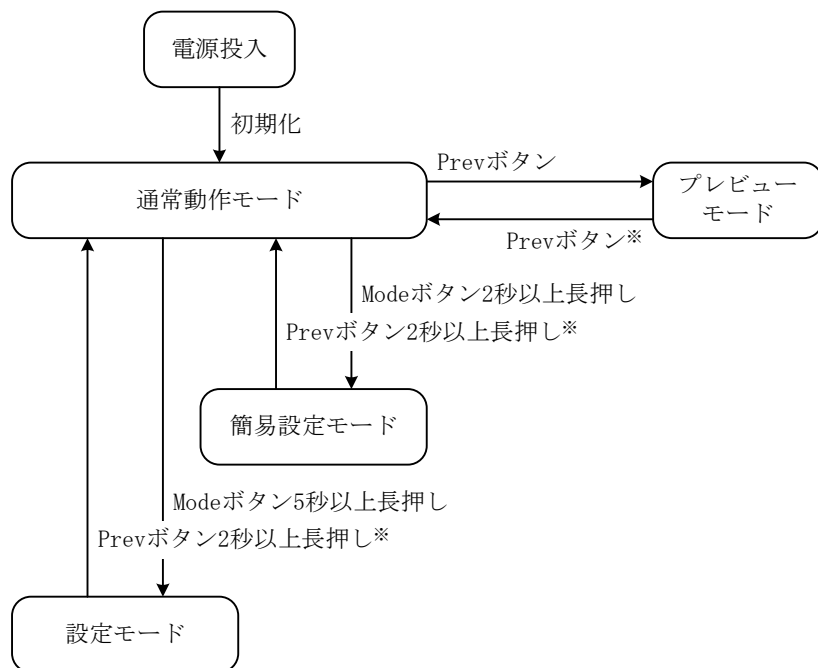 電源投入
初期化
通常動作モード
Prevボタン
プレビュー
モード
Prevボタン※
Modeボタン2秒以上長押し
Prevボタン2秒以上長押し※
簡易設定モード
Modeボタン5秒以上長押し
Prevボタン2秒以上長押し※
設定モード